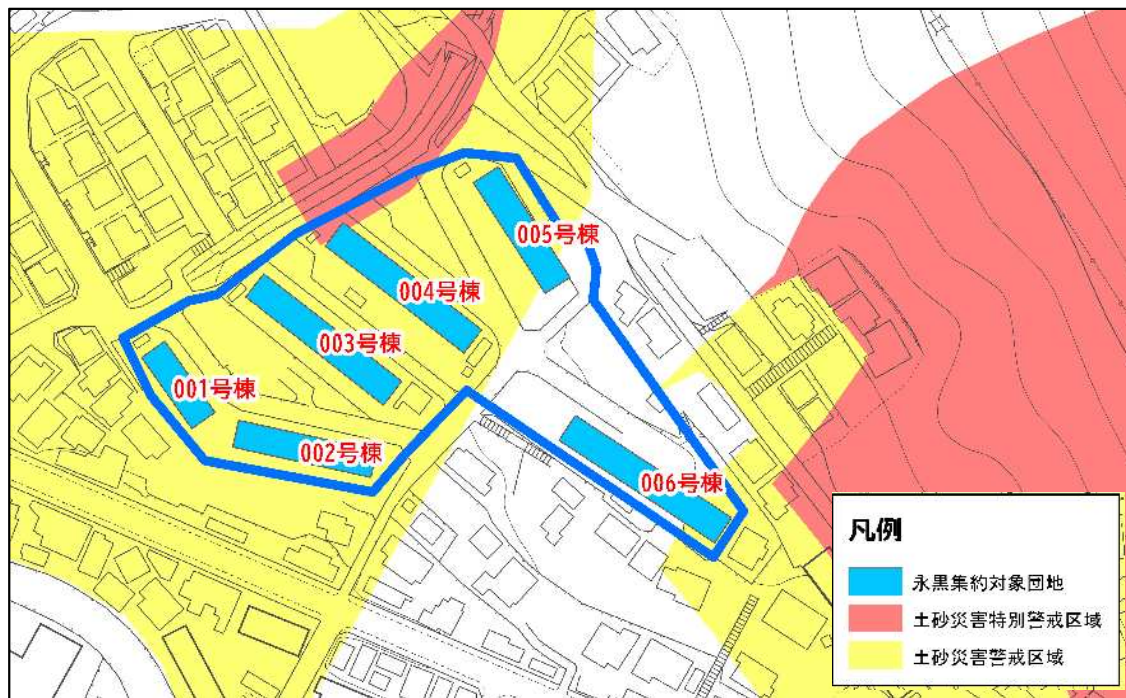 005号棟
004号棟
003号棟
001号棟
002号棟
006号棟
凡例
永黒集約対象団地
土砂災害特別警戒区域
土砂災害警戒区域